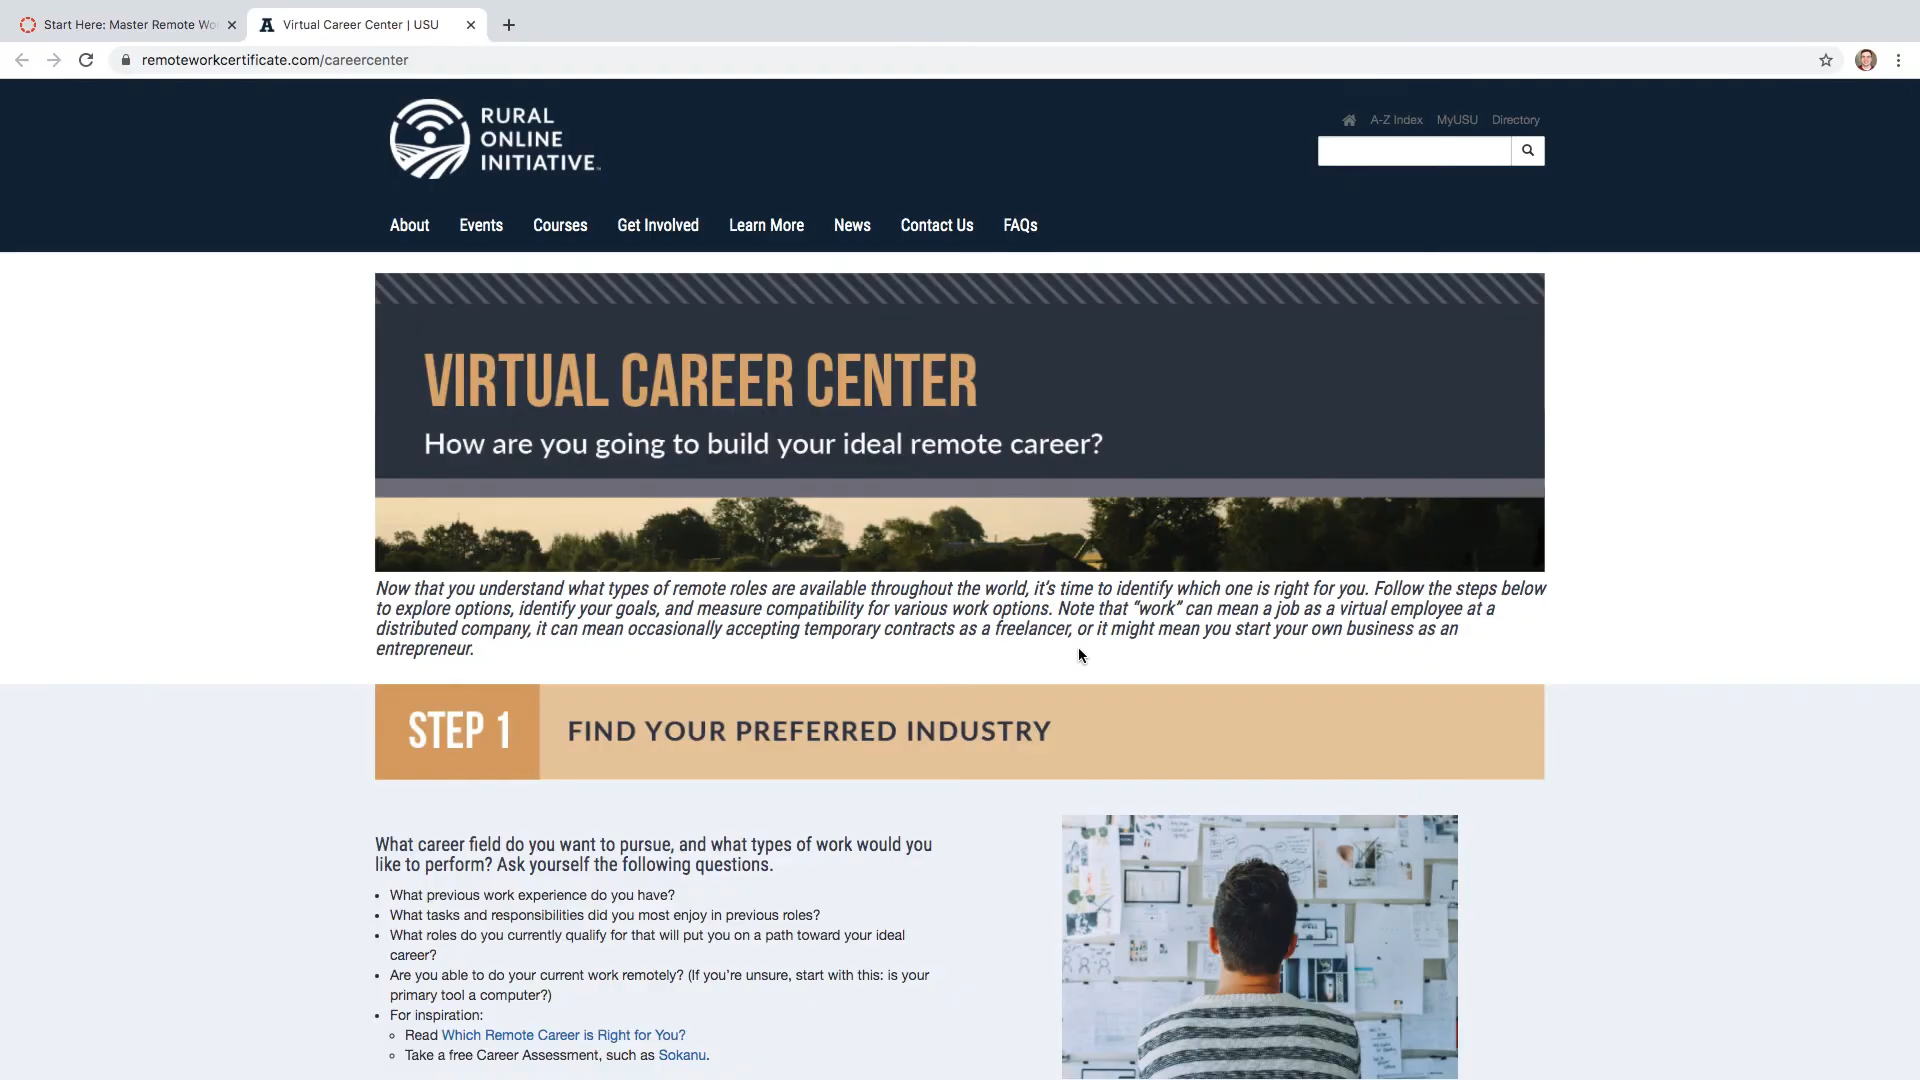 Start Here: Master Remote Wo
Virtual Career Center | USU
remoteworkcertificate.com/careercenter
RURAL
ONLINE
INITIATIVE
A-Z Index MyUSU Directory
About Events Courses Get Involved Learn More News Contact Us FAQs
VIRTUAL CAREER CENTER
How are you going to build your ideal remote career?
Now that you understand what types of remote roles are available throughout the world, it's time to identify which one is right for you. Follow the steps below
to explore options, identify your goals, and measure compatibility for various work options. Note that “work” can mean a job as a virtual employee at a
distributed company, it can mean occasionally accepting temporary contracts as a freelancer, or it might mean you start your own business as an
entrepreneur.
STEP 1 FIND YOUR PREFERRED INDUSTRY
What career field do you want to pursue, and what types of work would you
like to perform? Ask yourself the following questions.
• What previous work experience do you have?
• What tasks and responsibilities did you most enjoy in previous roles?
• What roles do you currently qualify for that will put you on a path toward your ideal
career?
• Are you able to do your current work remotely? (If you're unsure, start with this: is your
primary tool a computer?)
• For inspiration:
◦ Read Which Remote Career is Right for You?
◦ Take a free Career Assessment, such as Sokanu.